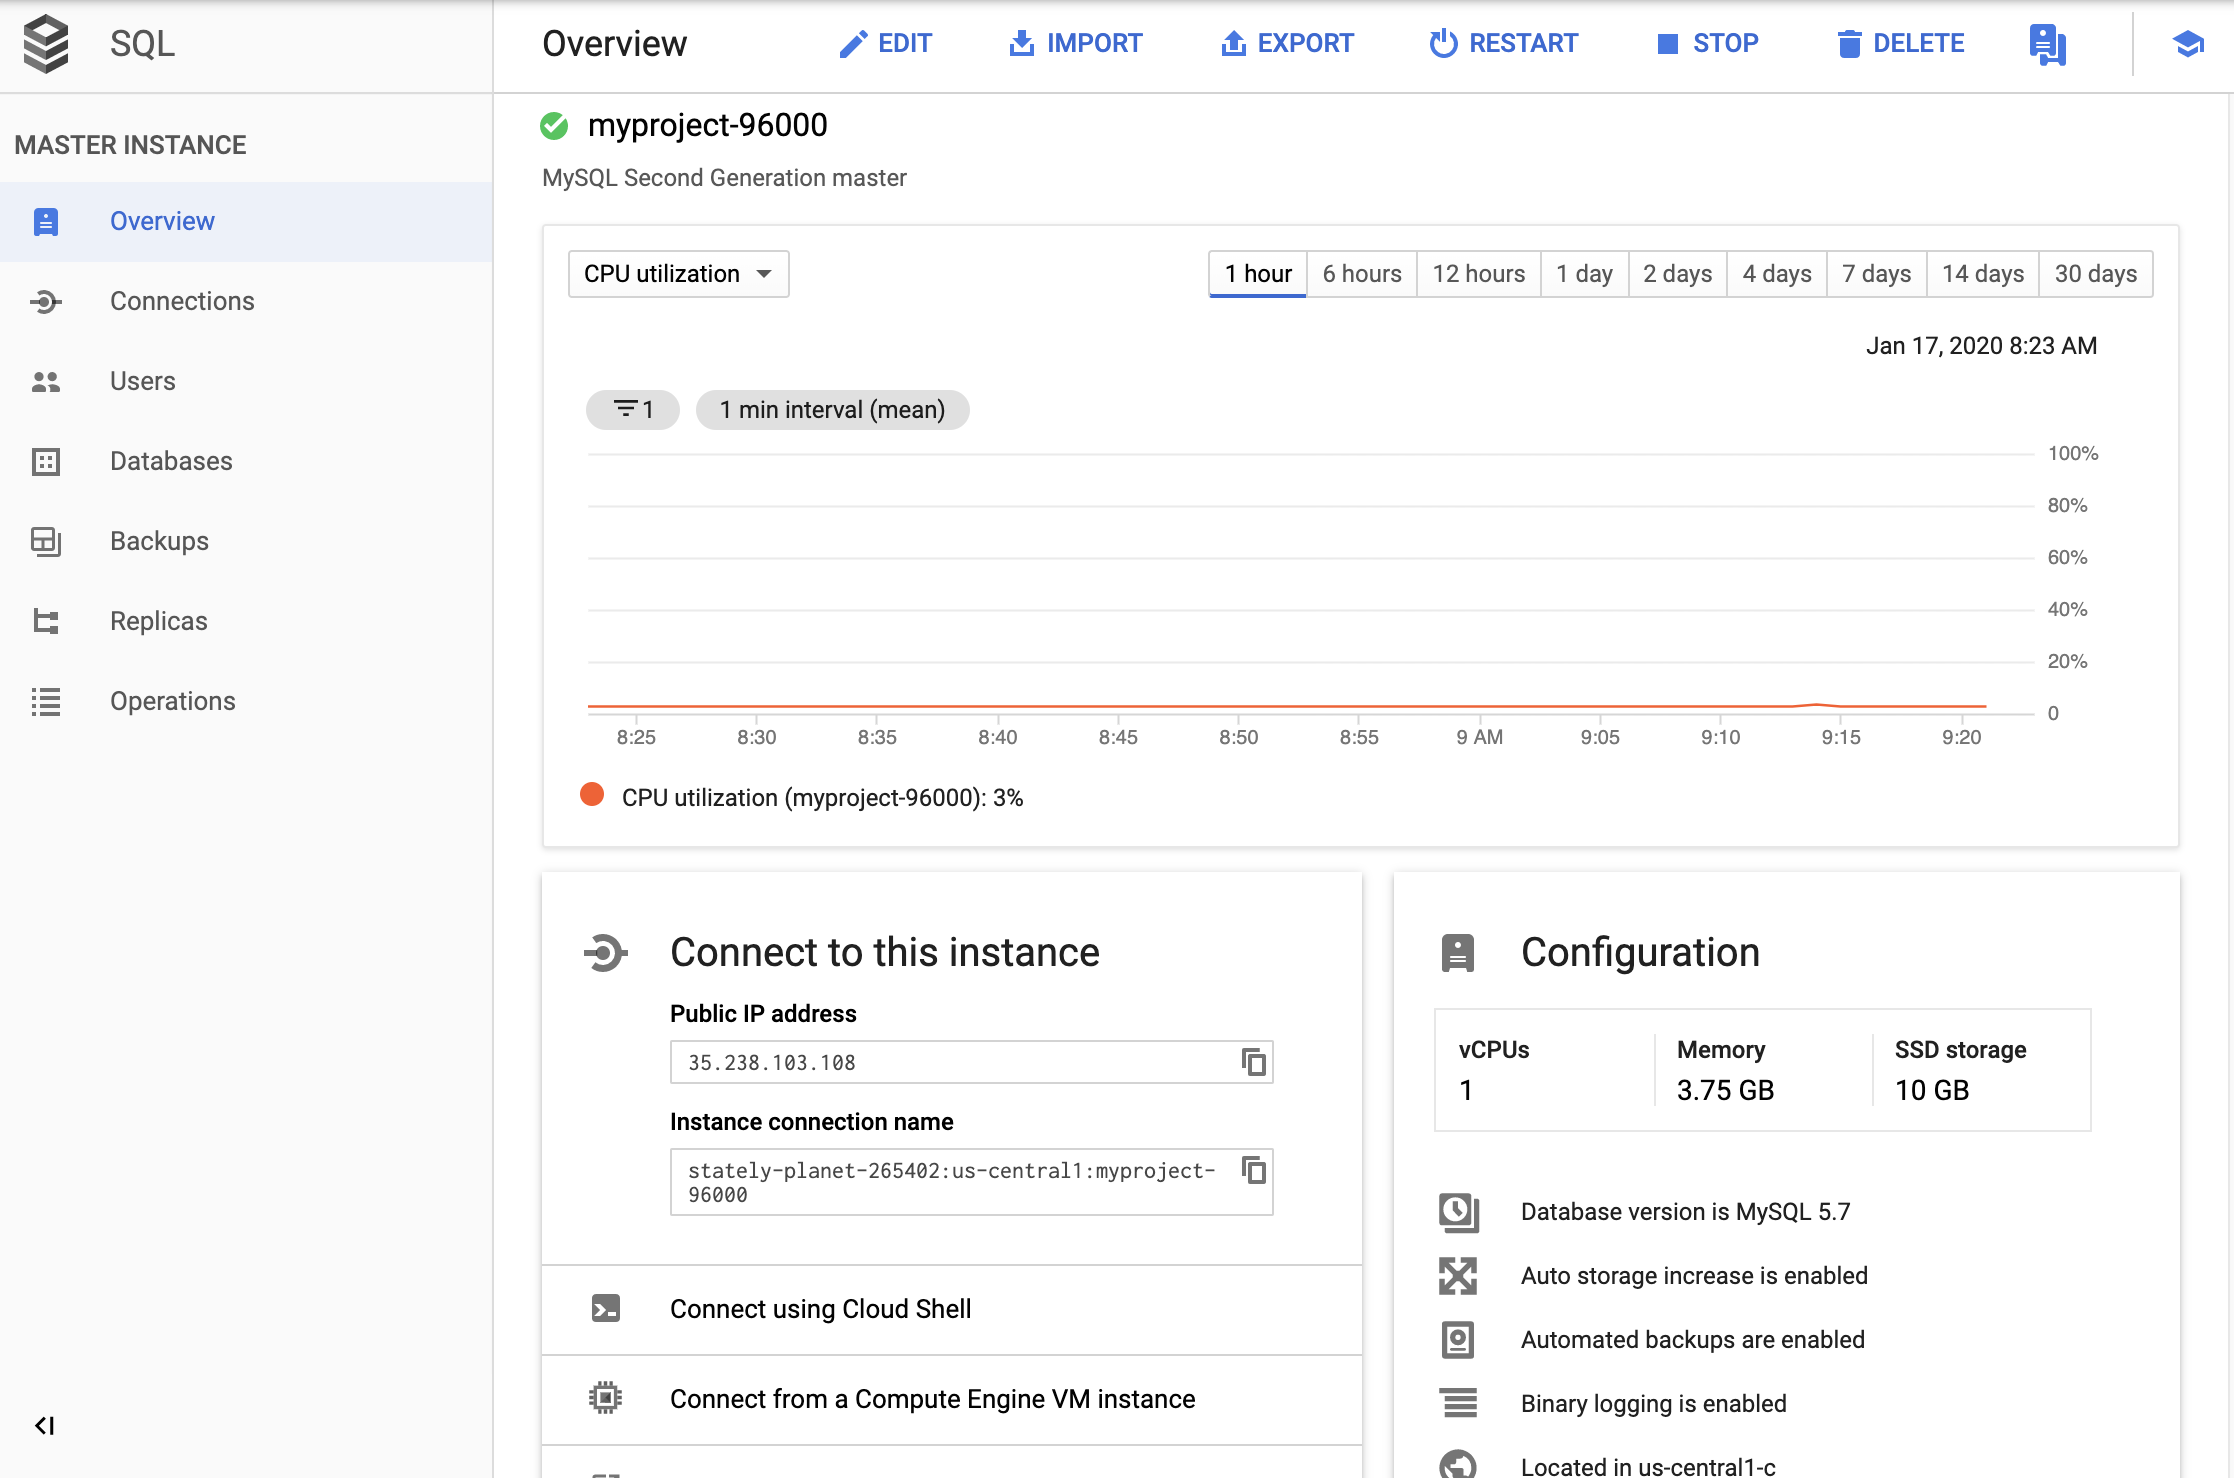 SQL
Overview
EDIT
IMPORT
EXPORT
RESTART
STOP
DELETE
MASTER INSTANCE
Overview
Connections
Users
Databases
Backups
Replicas
Operations
myproject-96000
MySQL Second Generation master
CPU utilization
1 hour
6 hours
12 hours
1 day
2 days
4 days
7 days
14 days
30 days
Jan 17, 2020 8:23 AM
1
1 min interval (mean)
100%
80%
60%
40%
20%
0
8:25
8:30
8:35
8:40
8:45
8:50
8:55
9 AM
9:05
9:10
9:15
9:20
CPU utilization (myproject-96000): 3%
Connect to this instance
Public IP address
35.238.103.108
Instance connection name
stately-planet-265402:us-central1:myproject-
96000
Connect using Cloud Shell
Connect from a Compute Engine VM instance
Configuration
vCPUs
1
Memory
3.75 GB
SSD storage
10 GB
Database version is MySQL 5.7
Auto storage increase is enabled
Automated backups are enabled
Binary logging is enabled
Located in us-central1-c